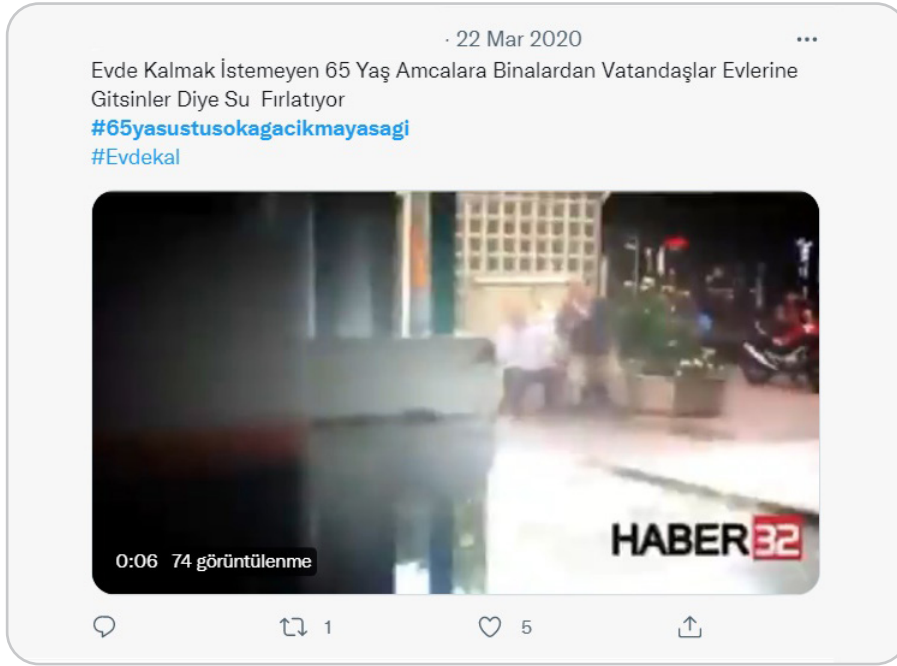 · 22 Mar 2020
Evde Kalmak İstemeyen 65 Yaş Amcalara Binalardan Vatandaşlar Evlerine
Gitsinler Diye Su Fırlatıyor
#65yasustusokagacikmayasagi
#Evdekal
HABER32
0:06 74 görüntülenme
1 5